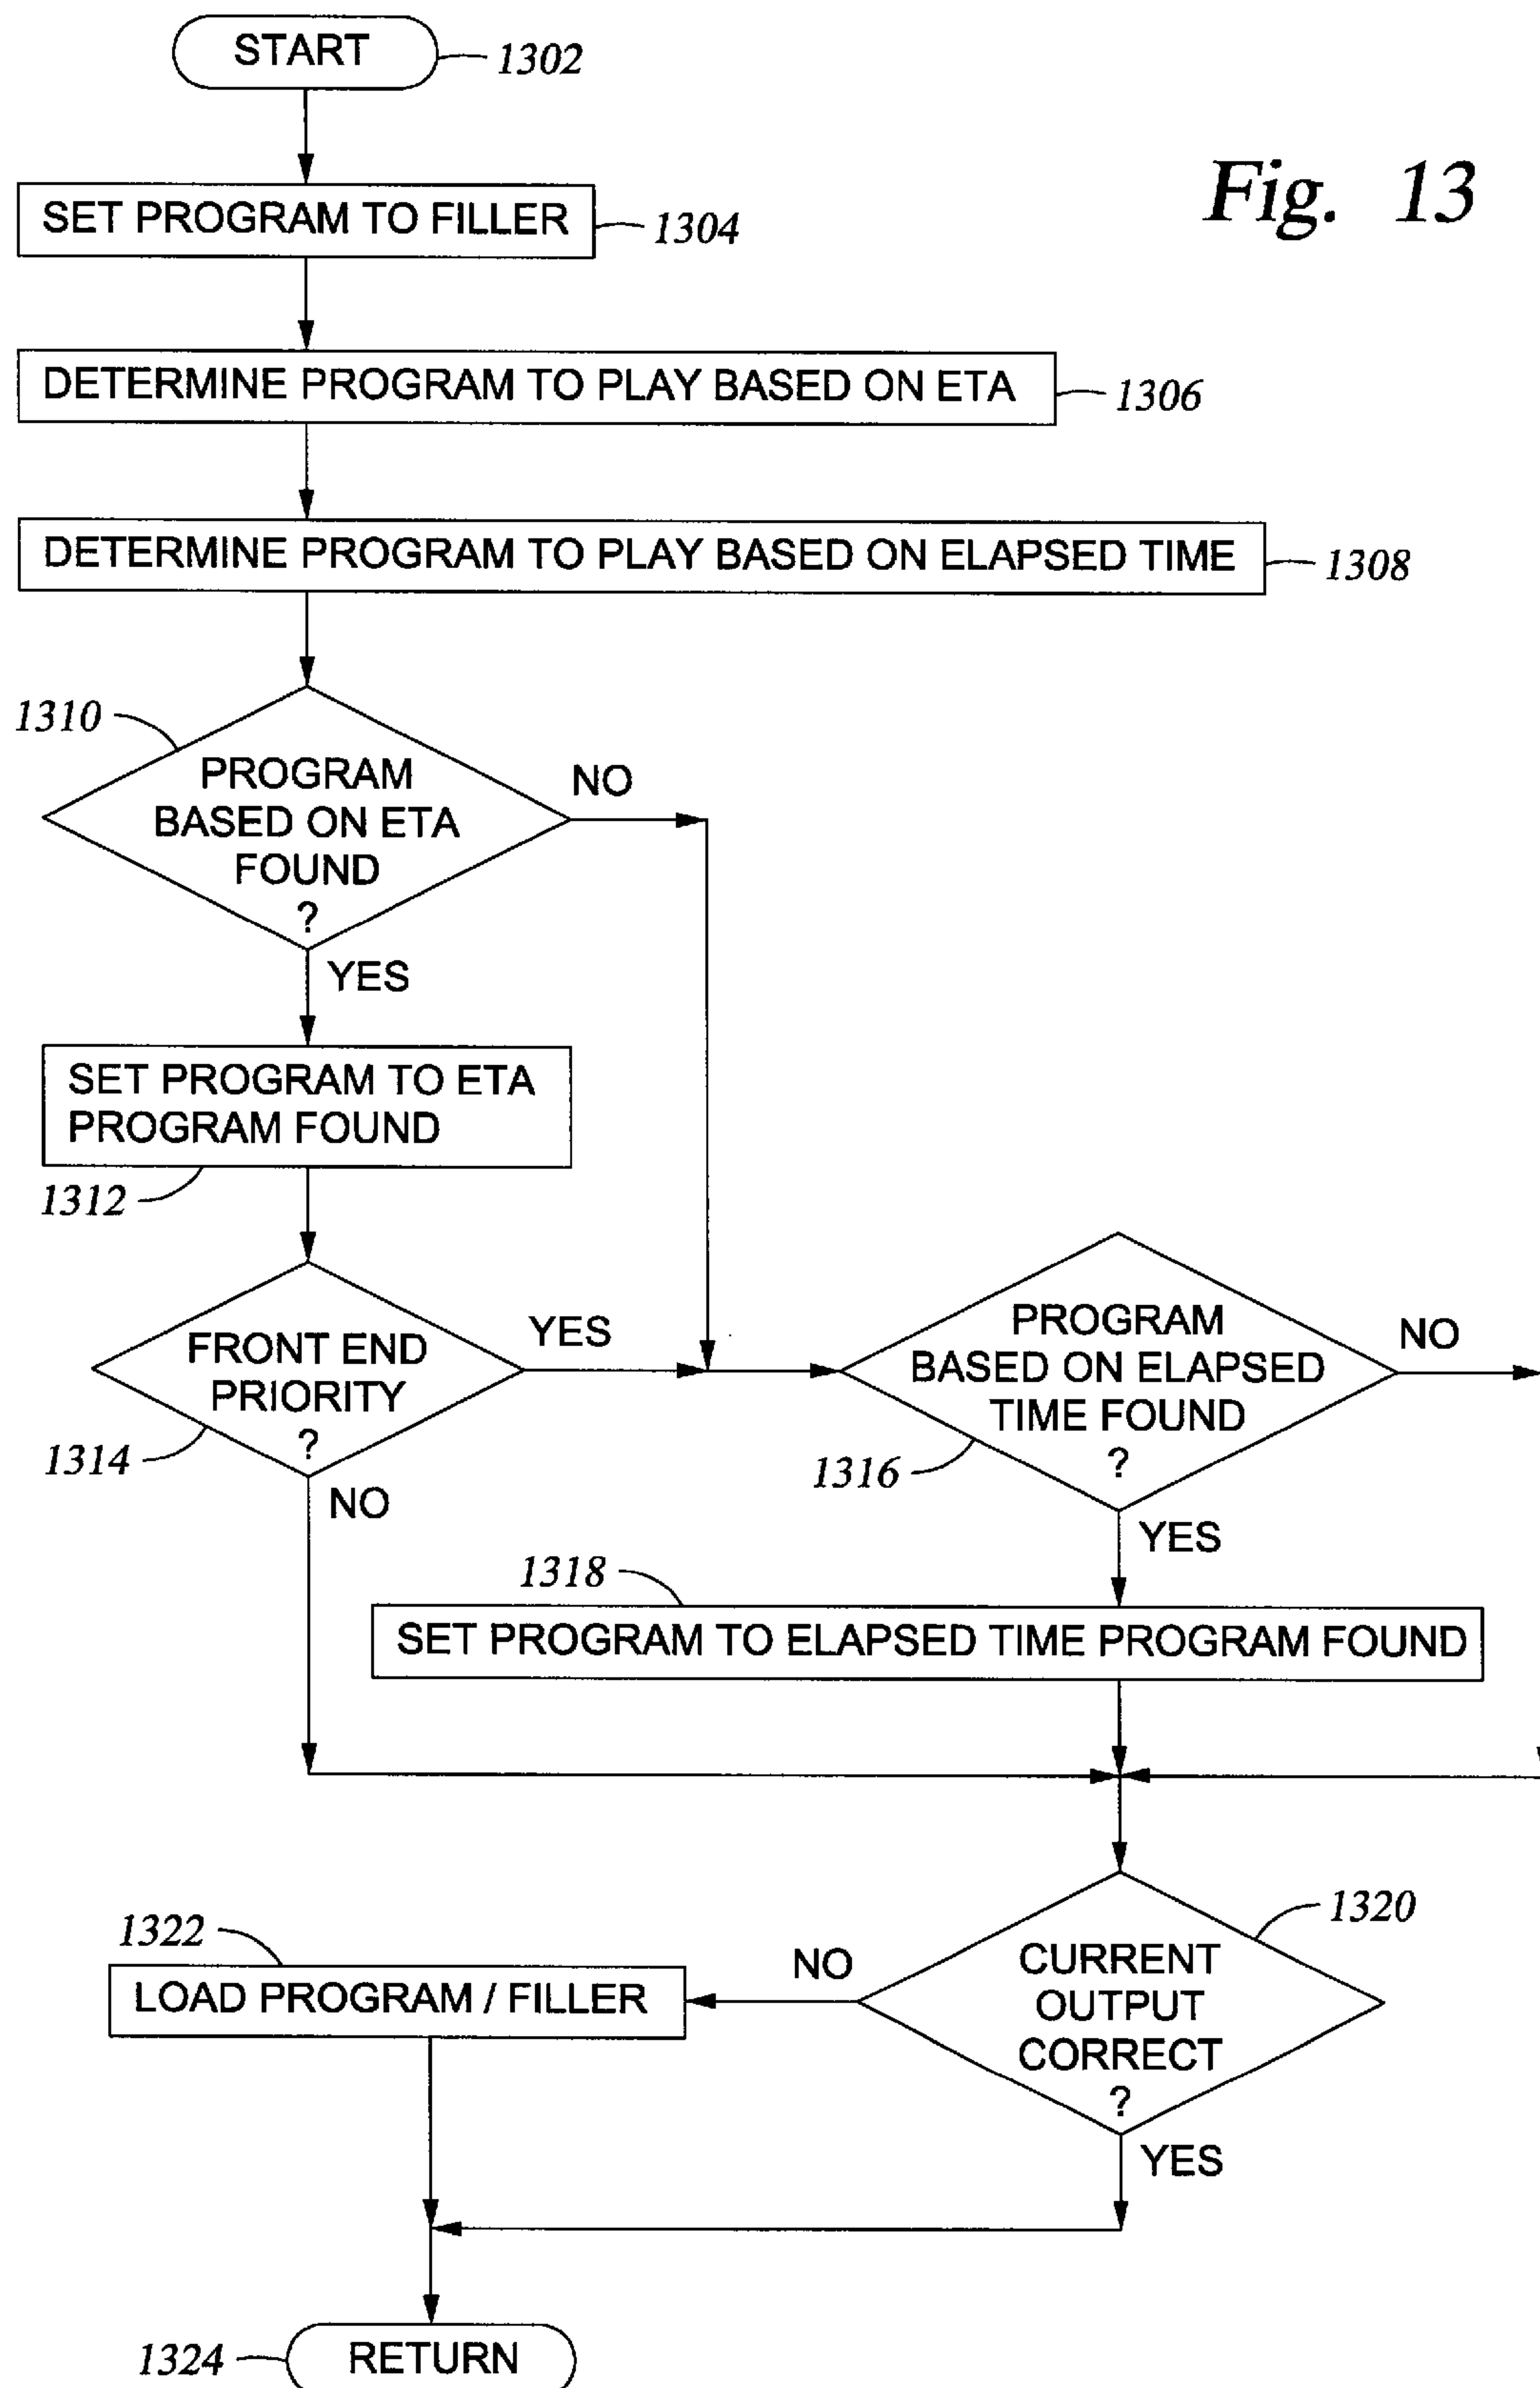 START
1302
Fig. 13
SET PROGRAM TO FILLER
1304
DETERMINE PROGRAM TO PLAY BASED ON ETA
1306
DETERMINE PROGRAM TO PLAY BASED ON ELAPSED TIME
1308
1310
PROGRAM
BASED ON ETA
FOUND
?
NO
YES
SET PROGRAM TO ETA
PROGRAM FOUND
1312
FRONT END
PRIORITY
?
1314
YES
NO
PROGRAM
BASED ON ELAPSED
TIME FOUND
?
1316
NO
YES
1318
SET PROGRAM TO ELAPSED TIME PROGRAM FOUND
1320
CURRENT
OUTPUT
CORRECT
?
NO
YES
1322
LOAD PROGRAM / FILLER
1324
RETURN